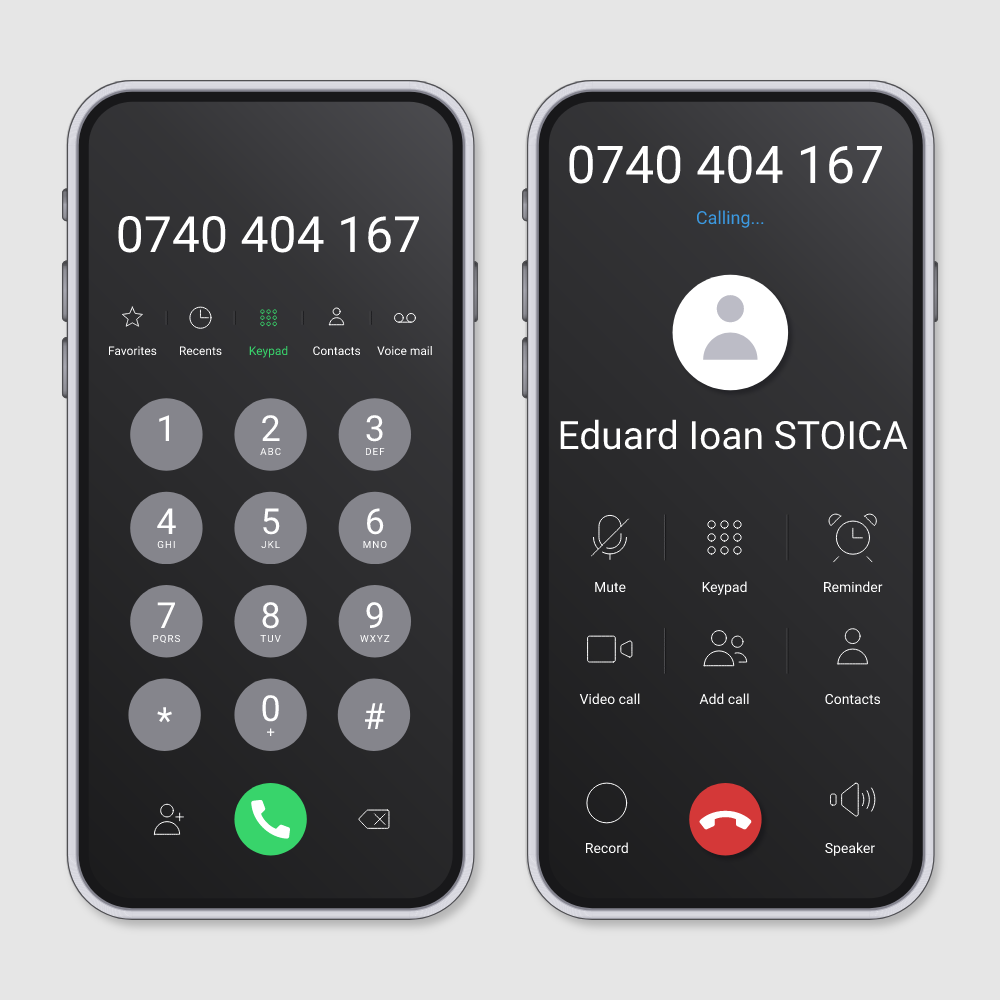 0740 404 167
Favorites Recents Keypad Contacts Voice mail
1 2 3
ABC DEF
4 5 6
GHI JKL MNO
7 8 9
PQRS TUV WXYZ
* 0 #
+
0740 404 167
Calling...
Eduard Ioan STOICA
Mute Keypad Reminder
Video call Add call Contacts
Record Speaker